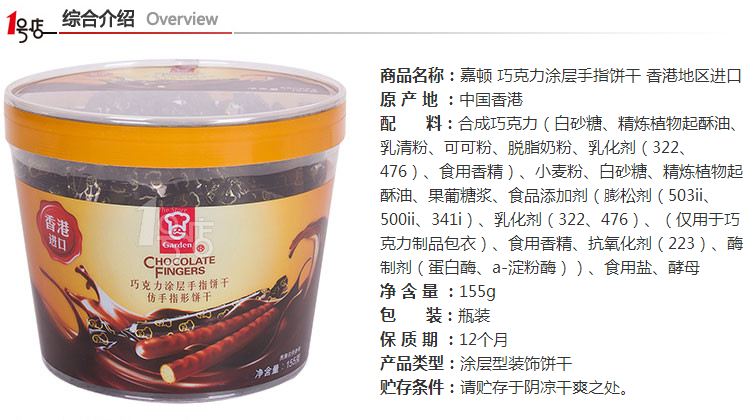 1号店 综合介绍 Overview
商品名称：嘉顿 巧克力涂层手指饼干 香港地区进口
原 产 地 ：中国香港
配 料：合成巧克力（白砂糖、精炼植物起酥油、
乳清粉、可可粉、脱脂奶粉、乳化剂（322、
476）、食用香精）、小麦粉、白砂糖、精炼植物起
酥油、果葡糖浆、食品添加剂（膨松剂（503ii、
500ii、341i）、乳化剂（322、476）、（仅用于巧
克力制品包衣）、食用香精、抗氧化剂（223）、酶
制剂（蛋白酶、a-淀粉酶））、食用盐、酵母
净 含 量 ：155g
包 装：瓶装
保 质 期 ：12个月
产品类型：涂层型装饰饼干
贮存条件：请贮存于阴凉干爽之处。
香港
进口
1号店
Garden
CHOCOLATE
FINGERS
巧克力涂层手指饼干
仿手指形饼干
净含量：155克